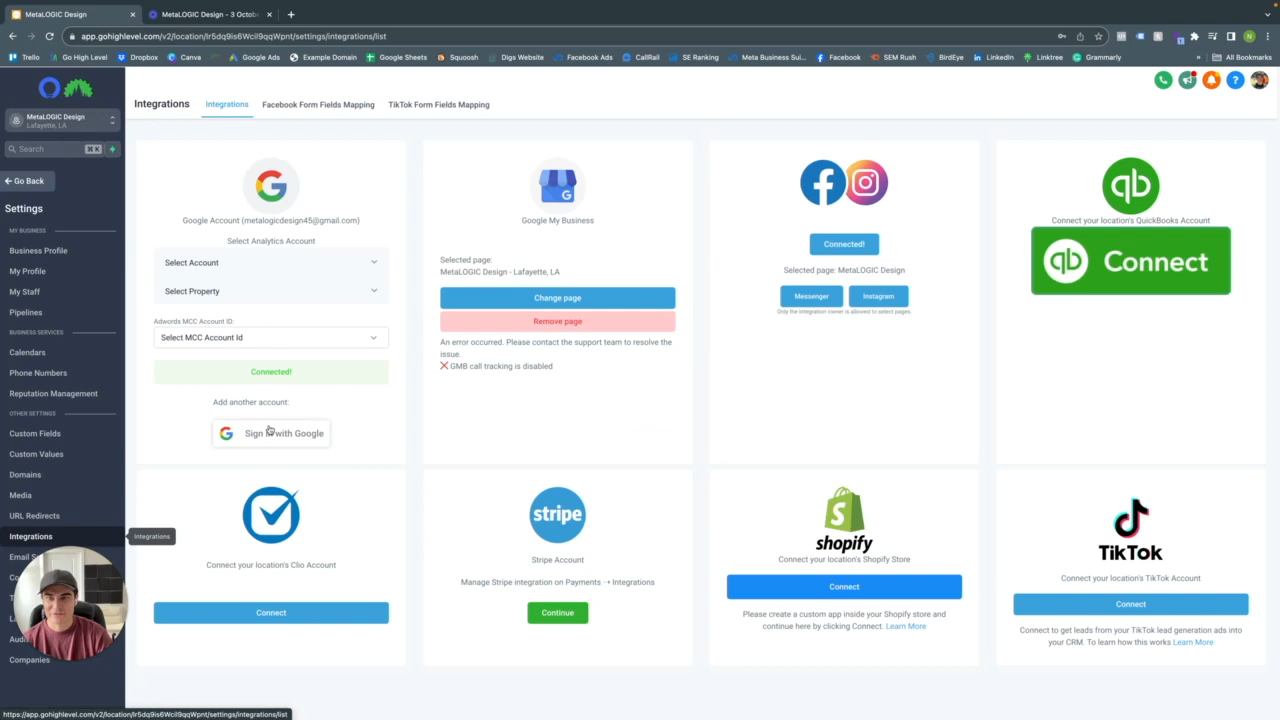 MetaLOGIC Design
MetaLOGIC Design - 3 Octob
app.gohighlevel.com/v2/location/lr5dq9is6Wcil9qqWpnt/settings/integrations/list
Trello
Go High Level
Dropbox
Canva
Google Ads
Example Domain
Google Sheets
Squoosh
Digs Website
Facebook Ads
CallRail
SE Ranking
Meta Business Sui...
Facebook
SEM Rush
BirdEye
LinkedIn
Linktree
Grammarly
All Bookmarks
MetaLOGIC Design
Lafayette, LA
Search
⌘K
Go Back
Settings
MY BUSINESS
Business Profile
My Profile
My Staff
Pipelines
BUSINESS SERVICES
Calendars
Phone Numbers
Reputation Management
OTHER SETTINGS
Custom Fields
Custom Values
Domains
Media
URL Redirects
Integrations
Integrations
Email S
Companies
Integrations
Integrations
Facebook Form Fields Mapping
TikTok Form Fields Mapping
Google Account (metalogicdesign45@gmail.com)
Select Analytics Account
Select Account
Select Property
Adwords MCC Account ID:
Select MCC Account Id
Connected!
Add another account:
Sign in with Google
Google My Business
Selected page:
MetaLOGIC Design - Lafayette, LA
Change page
Remove page
An error occurred. Please contact the support team to resolve the
issue.
GMB call tracking is disabled
Connected!
Selected page: MetaLOGIC Design
Messenger
Instagram
Only the integration owner is allowed to select pages.
qb
Connect your location's QuickBooks Account
qb Connect
Connect your location's Clio Account
Connect
stripe
Stripe Account
Manage Stripe integration on Payments ➝ Integrations
Continue
shopify
Connect your location's Shopify Store
Connect
Please create a custom app inside your Shopify store and
continue here by clicking Connect. Learn More
TikTok
Connect your location's TikTok Account
Connect
Connect to get leads from your TikTok lead generation ads into
your CRM. To learn how this works Learn More
https://app.gohighlevel.com/v2/location/lr5dq9is6Wcil9qqWpnt/settings/integrations/list